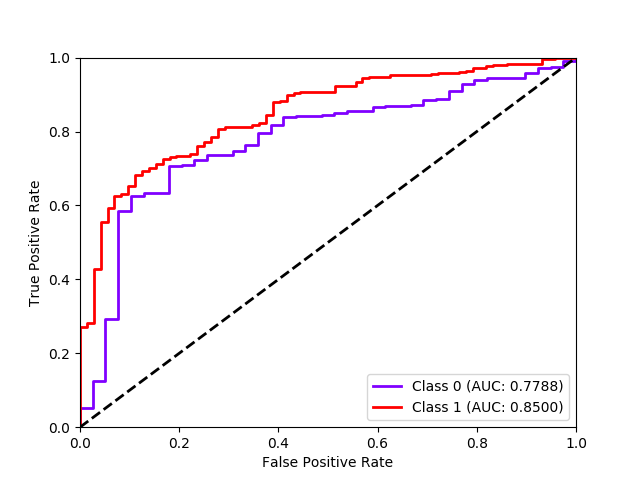 1.0
0.8
0.6
0.4
0.2
0.0
True Positive Rate
Class 0 (AUC: 0.7788)
Class 1 (AUC: 0.8500)
0.0 0.2 0.4 0.6 0.8 1.0
False Positive Rate